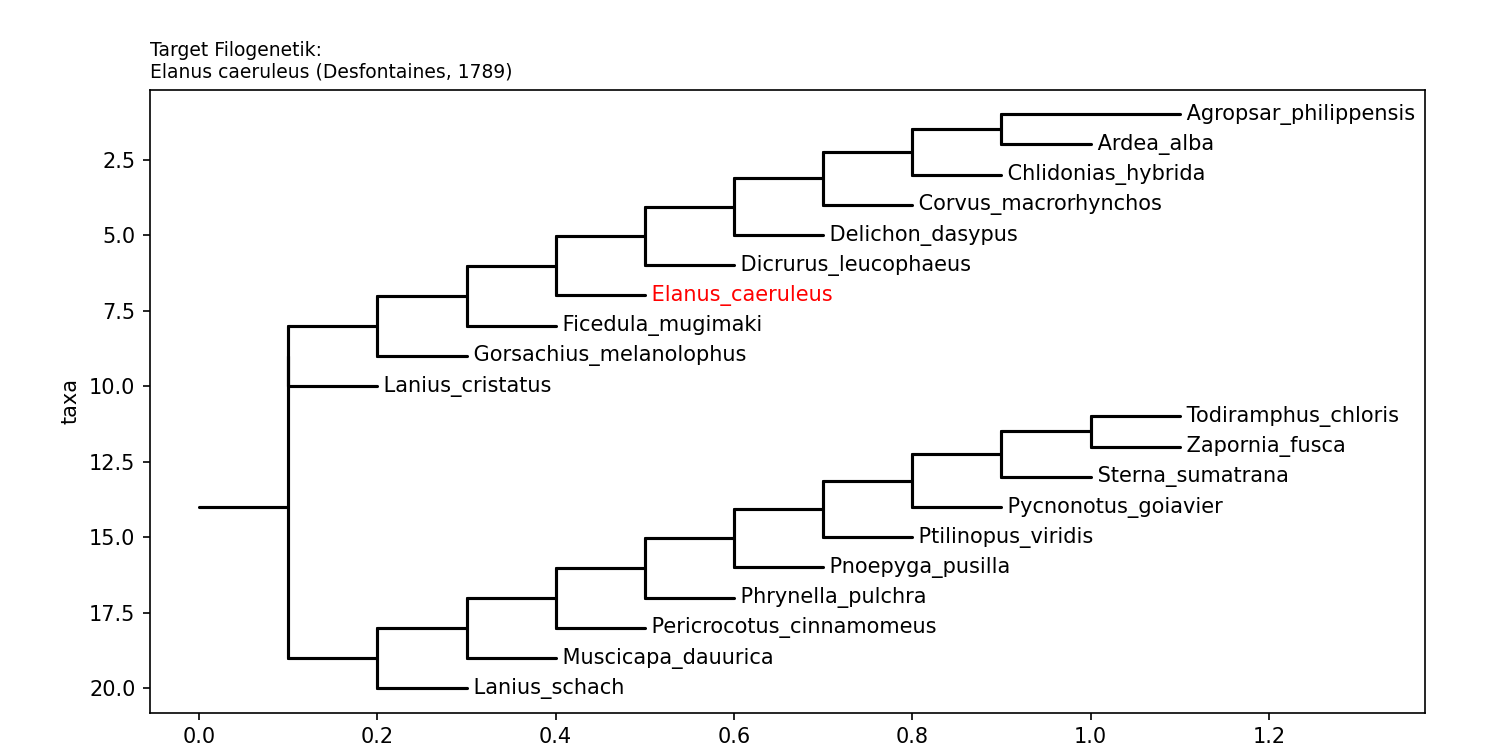 Target Filogenetik:
Elanus caeruleus (Desfontaines, 1789)
Agropsar_philippensis
Ardea_alba
2.5
Chlidonias_hybrida
Corvus_macrorhynchos
5.0
Delichon_dasypus
Dicrurus_leucophaeus
Elanus_caeruleus
7.5
Ficedula_mugimaki
Gorsachius_melanolophus
10.0
Lanius_cristatus
taxa
Todiramphus_chloris
Zapornia_fusca
12.5
Sterna_sumatrana
Pycnonotus_goiavier
15.0
Ptilinopus_viridis
Pnoepyga_pusilla
Phrynella_pulchra
17.5
Pericrocotus_cinnamomeus
Muscicapa_dauurica
20.0
Lanius_schach
0.0 0.2 0.4 0.6 0.8 1.0 1.2